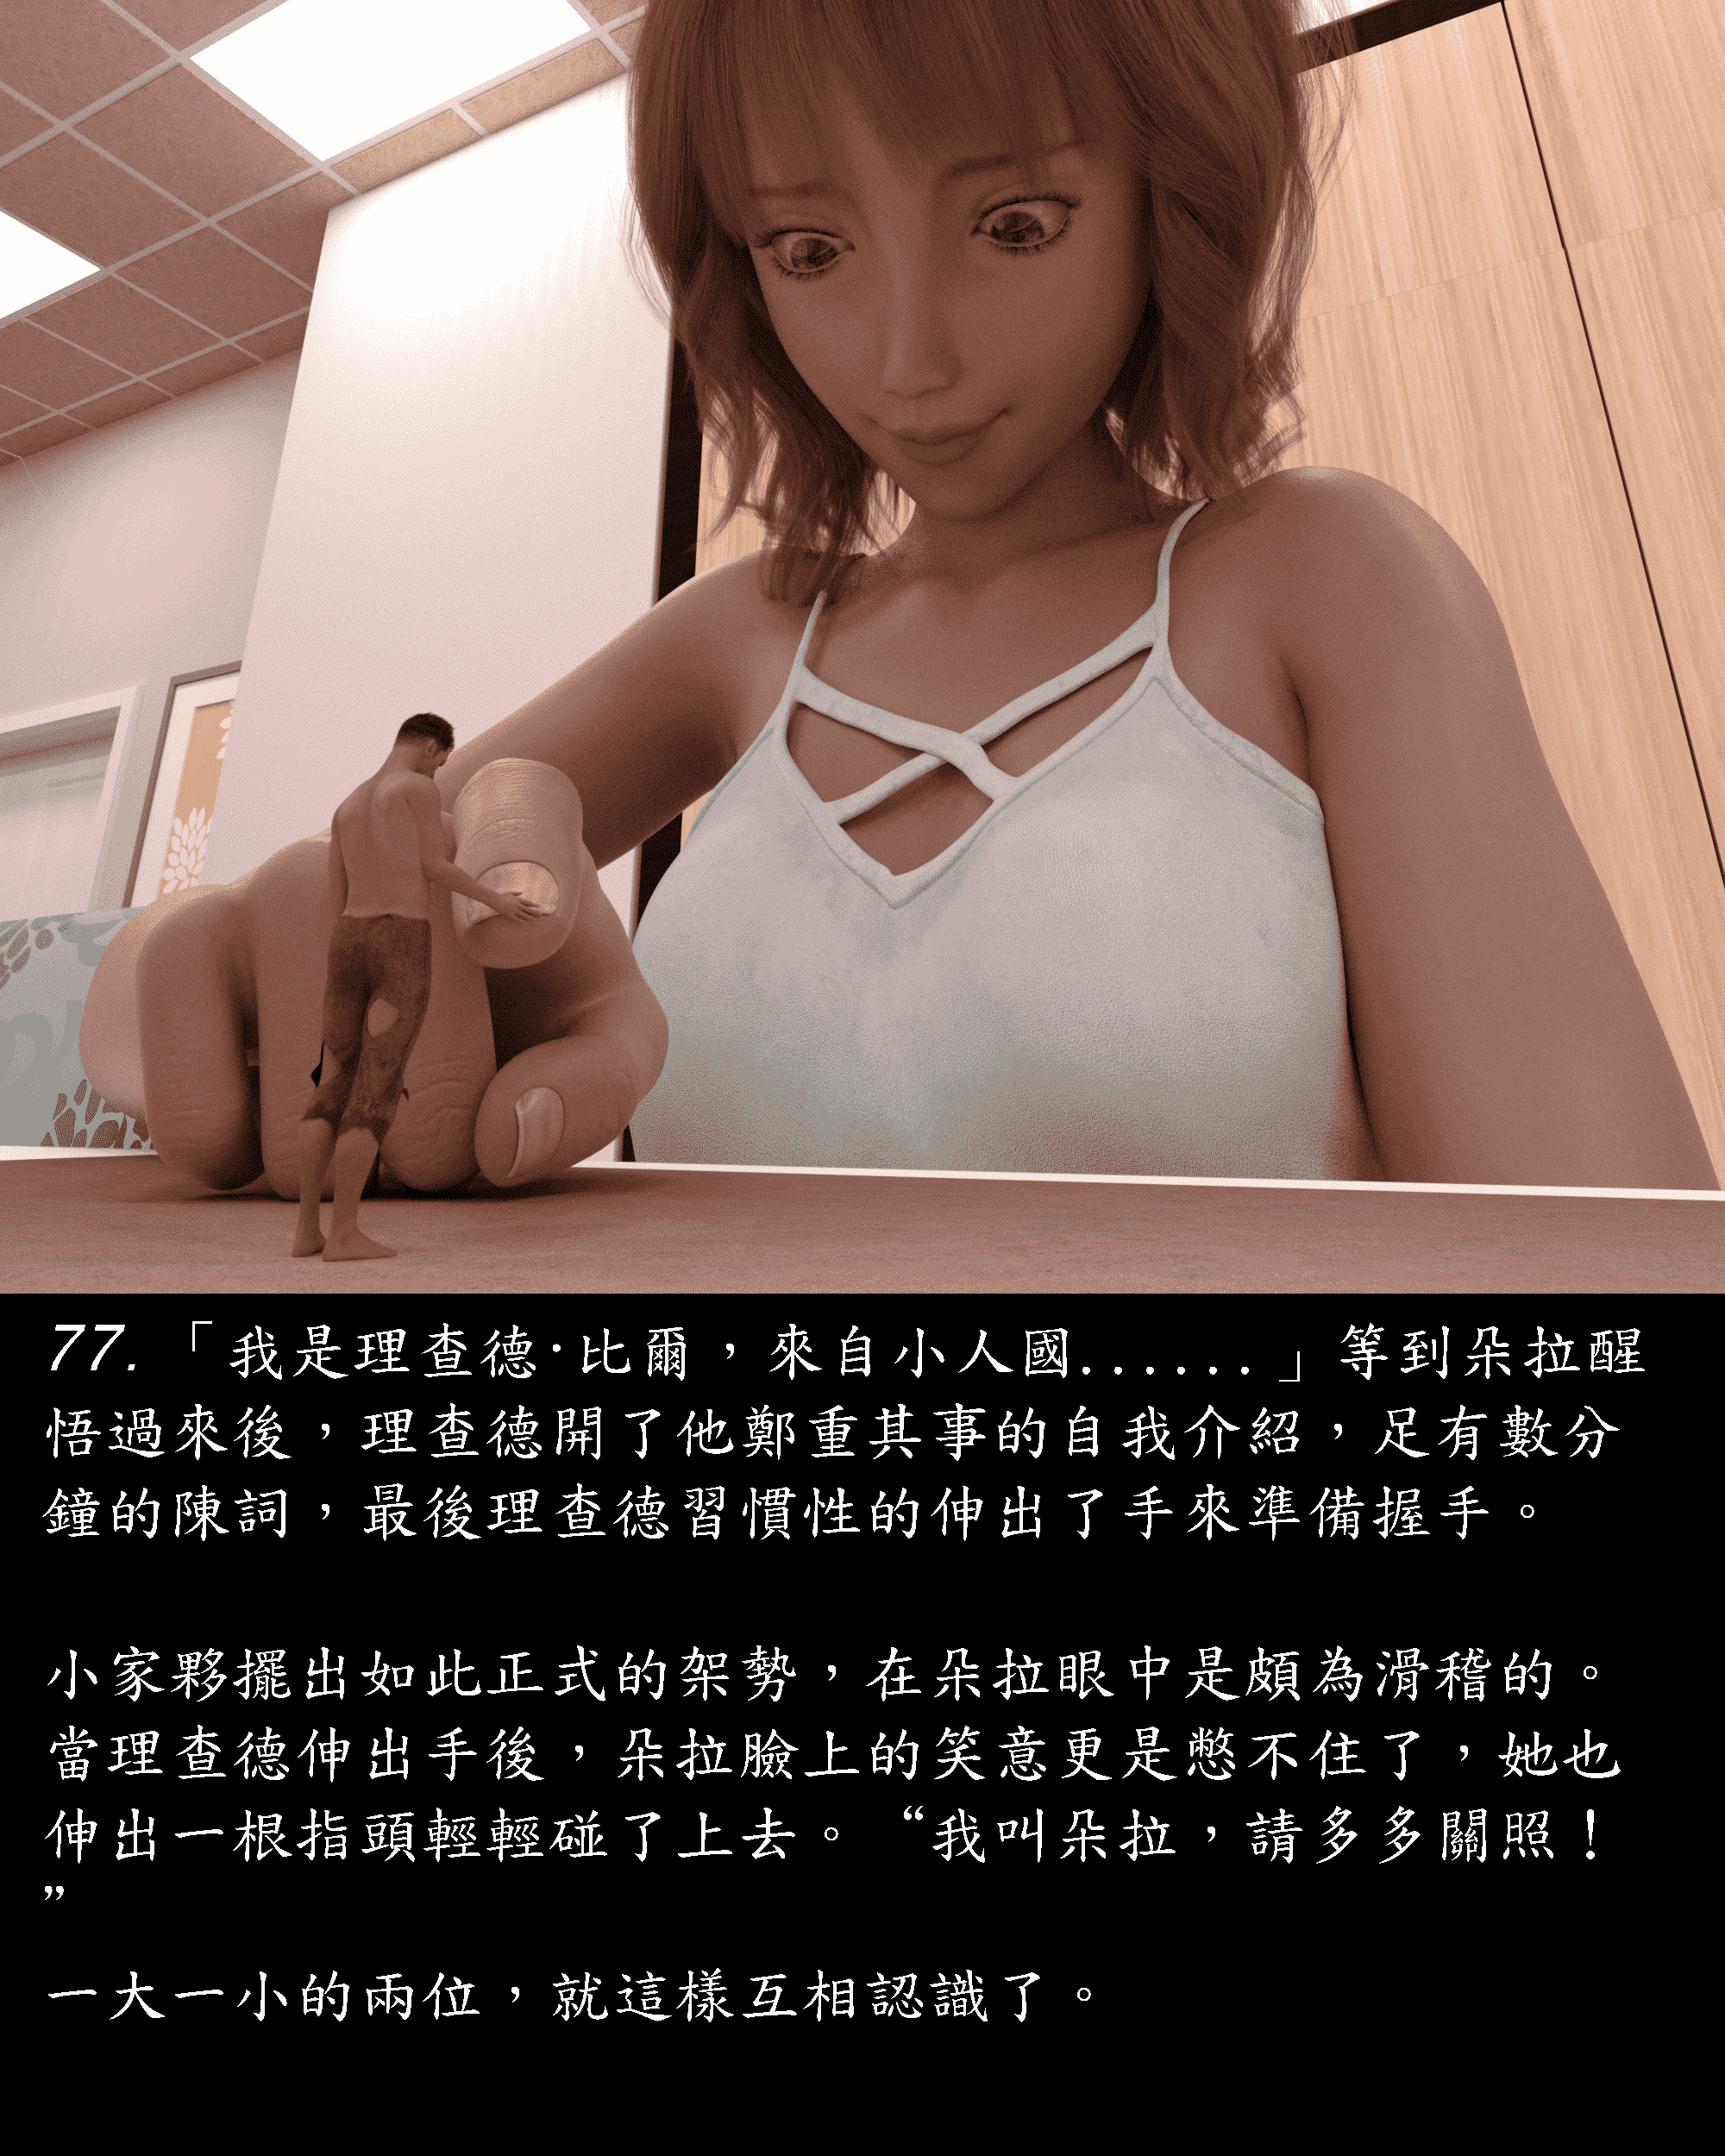 77.「我是理查德·比爾，來自小人國......」等到朵拉醒
悟過來後，理查德開了他鄭重其事的自我介紹，足有數分
鐘的陳詞，最後理查德習慣性的伸出了手來準備握手。
小家夥擺出如此正式的架勢，在朵拉眼中是頗為滑稽的。
當理查德伸出手後，朵拉臉上的笑意更是憋不住了，她也
伸出一根指頭輕輕碰了上去。“我叫朵拉，請多多關照！
”
一大一小的兩位，就這樣互相認識了。